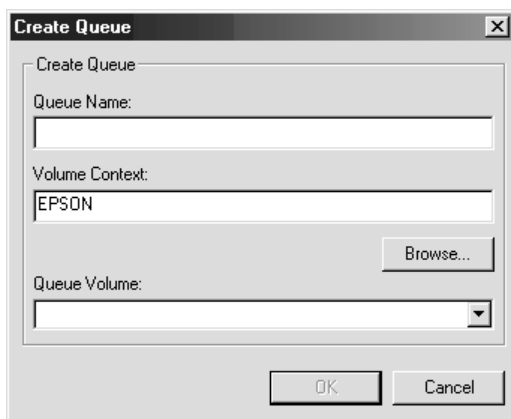 Create Queue
Create Queue
Queue Name:
Volume Context:
EPSON
Browse...
Queue Volume:
OK
Cancel